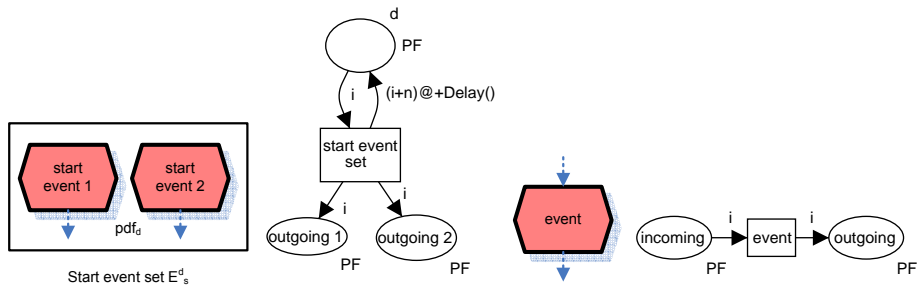 d
PF
i
(i+n)@+Delay()
start event
set
i
i
outgoing 1
outgoing 2
PF
PF
start
event 1
start
event 2
pdf_d
Start event set E^d_s
event
incoming
i
event
i
outgoing
PF
PF